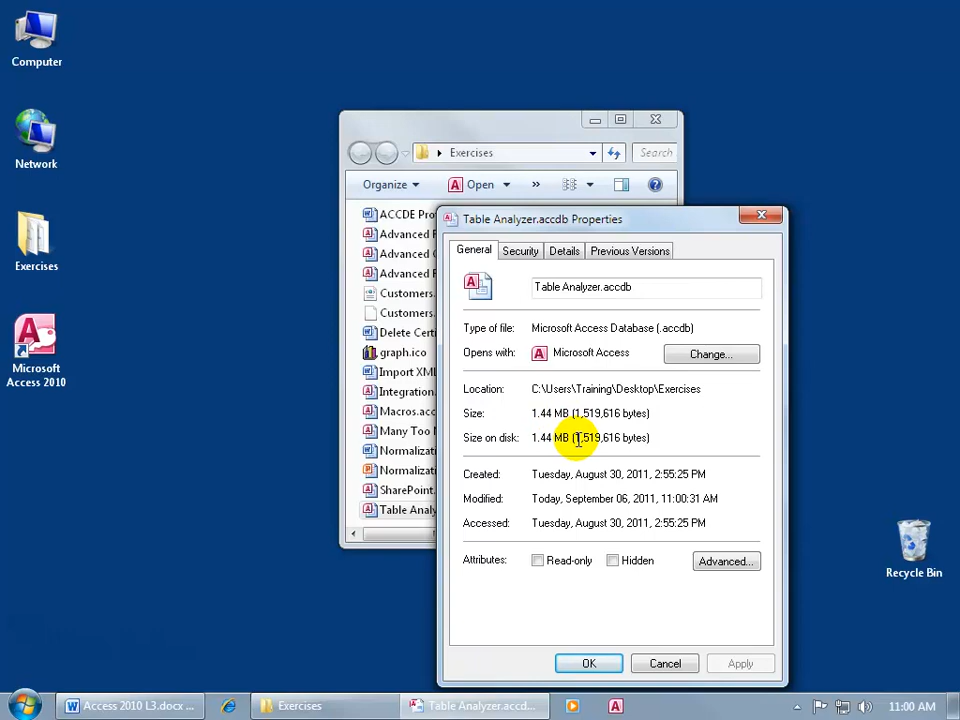 Computer
Network
Exercises
Microsoft
Access 2010
Recycle Bin
Exercises
Search
Organize
Open
»
ACCDE Pro
Advanced
Advanced
Advanced
Customers.
Customers.
Delete Certi
graph.ico
Import XML
Integration.
Macros.acc
Many Too
Normalizati
Normalizati
SharePoint.
Table Analy
Table Analyzer.accdb Properties
General
Security
Details
Previous Versions
Table Analyzer.accdb
Type of file: Microsoft Access Database (.accdb)
Opens with: Microsoft Access
Change...
Location: C:\Users\Training\Desktop\Exercises
Size: 1.44 MB (1,519,616 bytes)
Size on disk: 1.44 MB (1,519,616 bytes)
Created: Tuesday, August 30, 2011, 2:55:25 PM
Modified: Today, September 06, 2011, 11:00:31 AM
Accessed: Tuesday, August 30, 2011, 2:55:25 PM
Attributes: Read-only Hidden
Advanced...
OK
Cancel
Apply
Access 2010 L3.docx ...
Exercises
Table Analyzer.accd...
11:00 AM